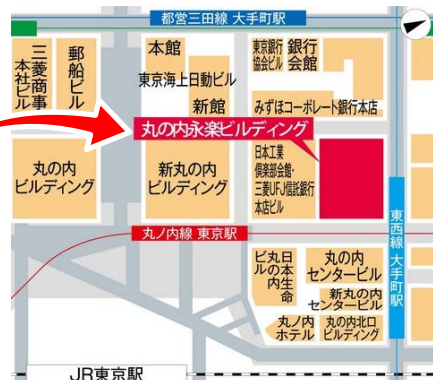 都営三田線 大手町駅
三菱商事
本社ビル
郵船ビル
本館
東京海上日動ビル
新館
東京銀行
協会ビル
銀行
会館
みずほコーポレート銀行本店
丸の内永楽ビルディング
丸の内
ビルディング
新丸の内
ビルディング
日本工業
倶楽部会館・
三菱UFJ信託銀行
本店ビル
東西線 大手町駅
丸ノ内線 東京駅
日本生命
丸の内
ビル
丸の内
センタービル
新丸の内
センタービル
丸ノ内
ホテル
丸の内北口
ビルディング
JR東京駅